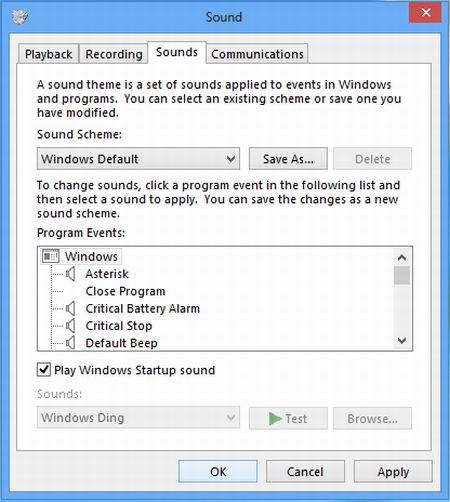 Sound
Playback Recording Sounds Communications
A sound theme is a set of sounds applied to events in Windows
and programs. You can select an existing scheme or save one you
have modified.
Sound Scheme:
Windows Default Save As... Delete
To change sounds, click a program event in the following list and
then select a sound to apply. You can save the changes as a new
sound scheme.
Program Events:
Windows
Asterisk
Close Program
Critical Battery Alarm
Critical Stop
Default Beep
Play Windows Startup sound
Sounds:
Windows Ding Test Browse...
OK Cancel Apply